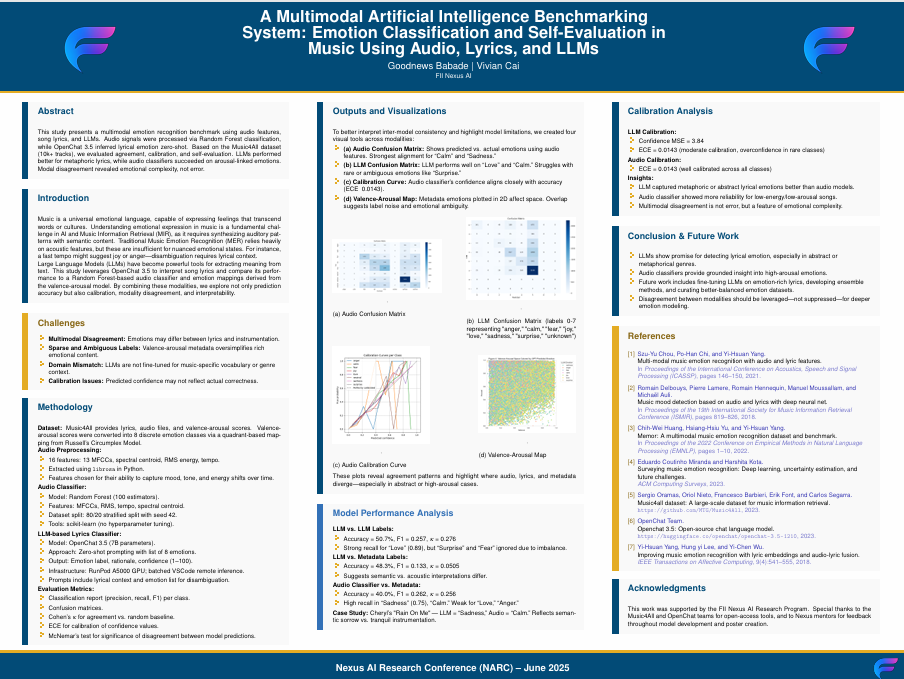 A Multimodal Artificial Intelligence Benchmarking
System: Emotion Classification and Self-Evaluation in
Music Using Audio, Lyrics, and LLMs
Goodnews Babade | Vivian Cai
FII Nexus AI
Abstract
This study presents a multimodal emotion recognition benchmark using audio features,
song lyrics, and LLMs. Audio signals were processed via Random Forest classification,
while OpenChat 3.5 inferred lyrical emotion zero-shot. Based on the Music4All dataset
(10k+ tracks), we evaluated agreement, calibration, and self-evaluation. LLMs performed
better for metaphoric lyrics, while audio classifiers succeeded on arousal-linked emotions.
Modal disagreement revealed emotional complexity, not error.
Introduction
Music is a universal emotional language, capable of expressing feelings that transcend
words or cultures. Understanding emotional expression in music is a fundamental chal-
lenge in AI and Music Information Retrieval (MIR), as it requires synthesizing auditory pat-
terns with semantic content. Traditional Music Emotion Recognition (MER) relies heavily
on acoustic features, but these are insufficient for nuanced emotional states. For instance,
a fast tempo might suggest joy or anger—disambiguation requires lyrical context.
Large Language Models (LLMs) have become powerful tools for extracting meaning from
text. This study leverages OpenChat 3.5 to interpret song lyrics and compare its perfor-
mance to a Random Forest-based audio classifier and emotion mappings derived from
the valence-arousal model. By combining these modalities, we explore not only prediction
accuracy but also calibration, modality disagreement, and interpretability.
Challenges
Multimodal Disagreement: Emotions may differ between lyrics and instrumentation.
Sparse and Ambiguous Labels: Valence-arousal metadata oversimplifies rich
emotional content.
Domain Mismatch: LLMs are not fine-tuned for music-specific vocabulary or genre
context.
Calibration Issues: Predicted confidence may not reflect actual correctness.
Methodology
Dataset: Music4All provides lyrics, audio files, and valence-arousal scores. Valence-
arousal scores were converted into 8 discrete emotion classes via a quadrant-based map-
ping from Russell's Circumplex Model.
Audio Preprocessing:
16 features: 13 MFCCs, spectral centroid, RMS energy, tempo.
Extracted using librosa in Python.
Features chosen for their ability to capture mood, tone, and energy shifts over time.
Audio Classifier:
Model: Random Forest (100 estimators).
Features: MFCCs, RMS, tempo, spectral centroid.
Dataset split: 80/20 stratified split with seed 42.
Tools: scikit-learn (no hyperparameter tuning).
LLM-based Lyrics Classifier:
Model: OpenChat 3.5 (7B parameters).
Approach: Zero-shot prompting with list of 8 emotions.
Output: Emotion label, rationale, confidence (1–100).
Infrastructure: RunPod A5000 GPU; batched VSCode remote inference.
Prompts include lyrical context and emotion list for disambiguation.
Evaluation Metrics:
Classification report (precision, recall, F1) per class.
Confusion matrices.
Cohen's κ for agreement vs. random baseline.
ECE for calibration of confidence values.
McNemar's test for significance of disagreement between model predictions.
Outputs and Visualizations
To better interpret inter-model consistency and highlight model limitations, we created four
visual tools across modalities:
(a) Audio Confusion Matrix: Shows predicted vs. actual emotions using audio
features. Strongest alignment for "Calm" and "Sadness."
(b) LLM Confusion Matrix: LLM performs well on "Love" and "Calm." Struggles with
rare or ambiguous emotions like "Surprise."
(c) Calibration Curve: Audio classifier's confidence aligns closely with accuracy
(ECE 0.0143).
(d) Valence-Arousal Map: Metadata emotions plotted in 2D affect space. Overlap
suggests label noise and emotional ambiguity.
(a) Audio Confusion Matrix
(b) LLM Confusion Matrix (labels 0-7
representing "anger," "calm," "fear," "joy,"
"love," "sadness," "surprise," "unknown")
Calibration Curve per Class
(c) Audio Calibration Curve
(d) Valence-Arousal Map
These plots reveal agreement patterns and highlight where audio, lyrics, and metadata
diverge—especially in abstract or high-arousal cases.
Model Performance Analysis
LLM vs. LLM Labels:
Accuracy = 50.7%, F1 = 0.257, κ = 0.276
Strong recall for "Love" (0.89), but "Surprise" and "Fear" ignored due to imbalance.
LLM vs. Metadata Labels:
Accuracy = 48.3%, F1 = 0.133, κ = 0.0505
Suggests semantic vs. acoustic interpretations differ.
Audio Classifier vs. Metadata:
Accuracy = 40.0%, F1 = 0.262, κ = 0.256
High recall in "Sadness" (0.75), "Calm." Weak for "Love," "Anger."
Case Study: Cheryl's "Rain On Me" — LLM = "Sadness," Audio = "Calm." Reflects seman-
tic sorrow vs. tranquil instrumentation.
Calibration Analysis
LLM Calibration:
Confidence MSE = 3.84
ECE = 0.0143 (moderate calibration, overconfidence in rare classes)
Audio Calibration:
ECE = 0.0143 (well calibrated across all classes)
Insights:
LLM captured metaphoric or abstract lyrical emotions better than audio models.
Audio classifier showed more reliability for low-energy/low-arousal songs.
Multimodal disagreement is not error, but a feature of emotional complexity.
Conclusion & Future Work
LLMs show promise for detecting lyrical emotion, especially in abstract or
metaphorical genres.
Audio classifiers provide grounded insight into high-arousal emotions.
Future work includes fine-tuning LLMs on emotion-rich lyrics, developing ensemble
methods, and curating better-balanced emotion datasets.
Disagreement between modalities should be leveraged—not suppressed—for deeper
emotion modeling.
References
[1] Szu-Yu Chou, Po-Han Chi, and Yi-Hsuan Yang.
Multi-modal music emotion recognition with audio and lyric features.
In Proceedings of the International Conference on Acoustics, Speech and Signal
Processing (ICASSP), pages 146–150, 2021.
[2] Romain Delbouys, Pierre Lamere, Romain Hennequin, Manuel Moussallam, and
Michaël Auli.
Music mood detection based on audio and lyrics with deep neural net.
In Proceedings of the 19th International Society for Music Information Retrieval
Conference (ISMIR), pages 819–826, 2018.
[3] Chih-Wei Huang, Hsiang-Hsiu Yu, and Yi-Hsuan Yang.
Memor: A multimodal music emotion recognition dataset and benchmark.
In Proceedings of the 2022 Conference on Empirical Methods in Natural Language
Processing (EMNLP), pages 1–10, 2022.
[4] Eduardo Coutinho Miranda and Harshita Kota.
Surveying music emotion recognition: Deep learning, uncertainty estimation, and
future challenges.
ACM Computing Surveys, 2023.
[5] Sergio Oramas, Oriol Nieto, Francesco Barbieri, Erik Font, and Carlos Segarra.
Music4all dataset: A large-scale dataset for music interaction.
https://github.com/MTG/Music4All, 2023.
[6] OpenChat Team.
Openchat 3.5: Open-source chat language model.
https://huggingface.co/openchat/openchat-3.5-1210, 2023.
[7] Yi-Hsuan Yang, Hung yi Lee, and Yi-Chen Wu.
Improving music emotion recognition with lyric embeddings and audio-lyric fusion.
IEEE Transactions on Affective Computing, 9(4):541–555, 2018.
Acknowledgments
This work was supported by the FII Nexus AI Research Program. Special thanks to the
Music4All and OpenChat teams for open-access tools, and to Nexus mentors for feedback
throughout model development and poster creation.
Nexus AI Research Conference (NARC) – June 2025